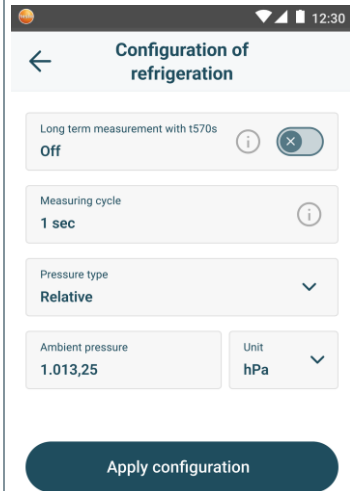 12:30
Configuration of
refrigeration
Long term measurement with t570s
Off
Measuring cycle
1 sec
Pressure type
Relative
Ambient pressure
1.013,25
Unit
hPa
Apply configuration